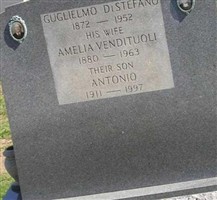 GUGLIELMO DiSTEFANO
1872 - 1952
HIS WIFE
AMELIA VENDITUOLI
1880 - 1963
THEIR SON
ANTONIO
1911 - 1997